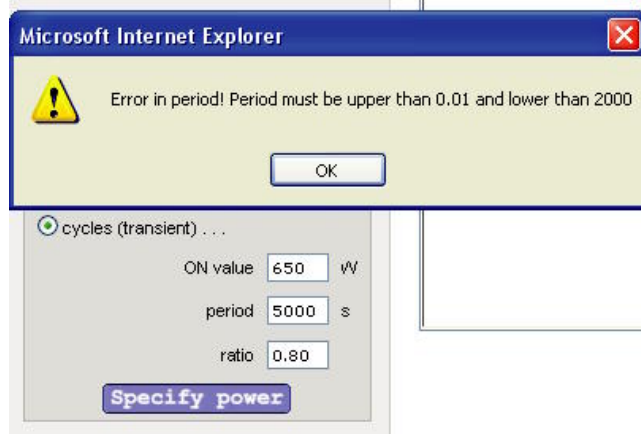 Microsoft Internet Explorer
Error in period! Period must be upper than 0.01 and lower than 2000
OK
cycles (transient) . . .
ON value 650 W
period 5000 s
ratio 0.80
Specify power